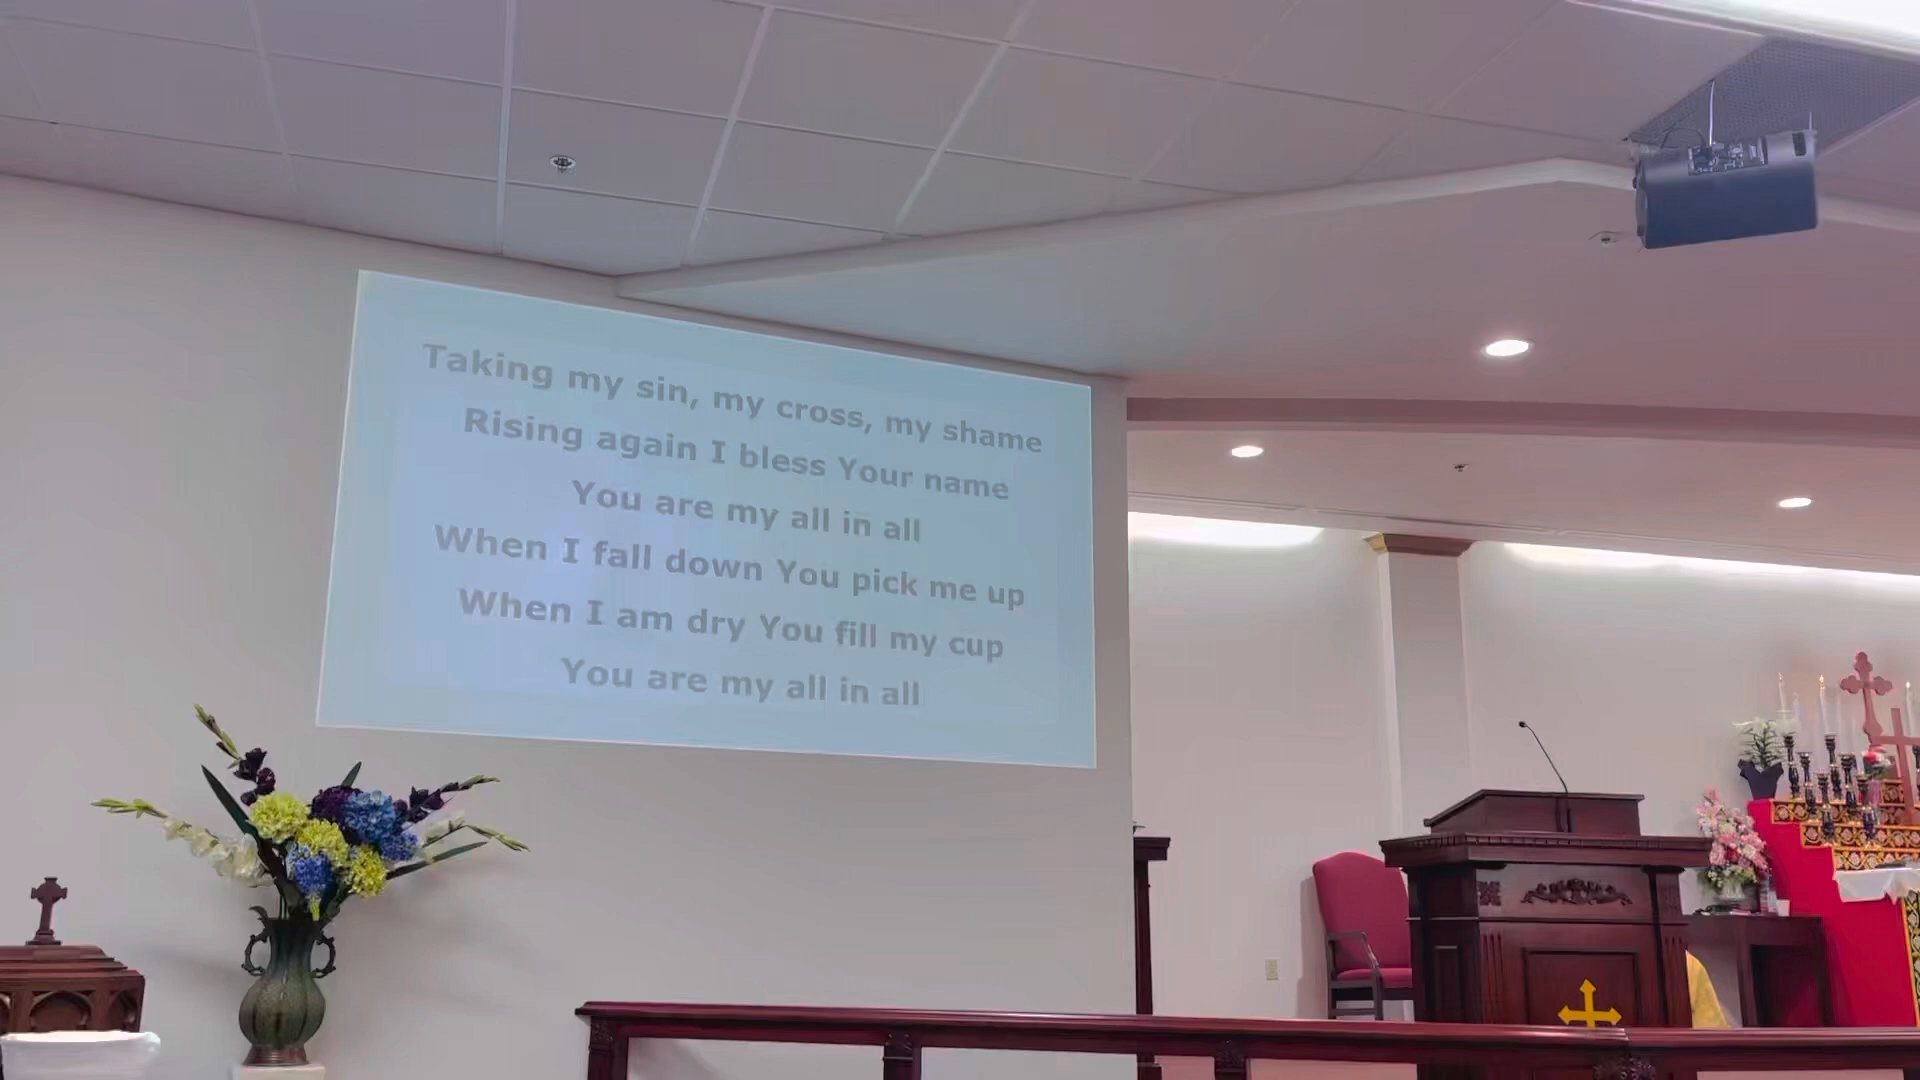 Taking my sin, my cross, my shame
Rising again I bless Your name
You are my all in all
When I fall down You pick me up
When I am dry You fill my cup
You are my all in all